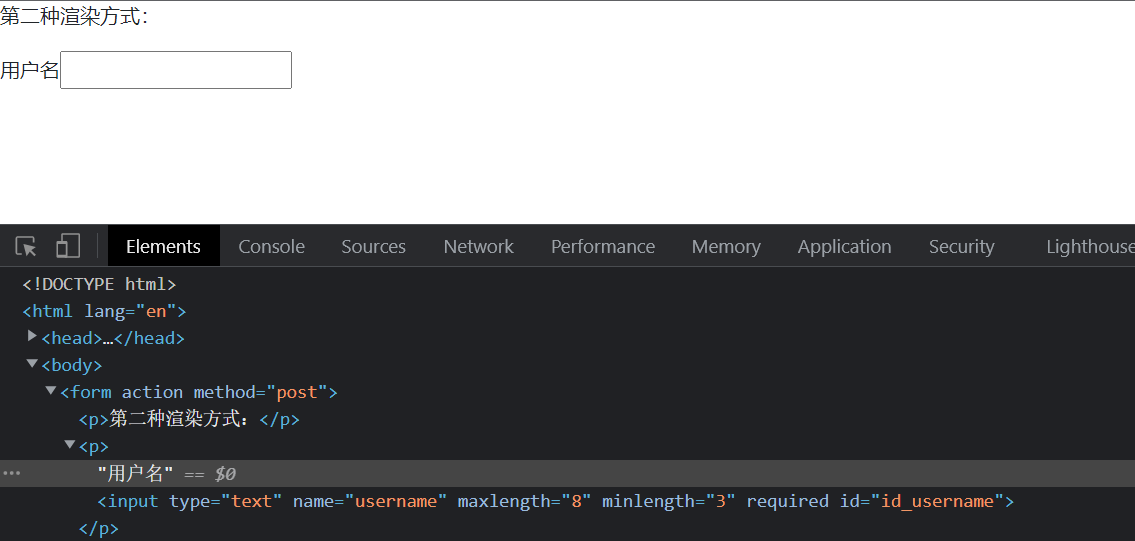 第二种渲染方式:
用户名
Elements Console Sources Network Performance Memory Application Security Lighthouse
<!DOCTYPE html>
<html lang="en">
<head>…</head>
<body>
<form action method="post">
<p>第二种渲染方式：</p>
<p>
"用户名" == $0
<input type="text" name="username" maxlength="8" minlength="3" required id="id_username">
</p>